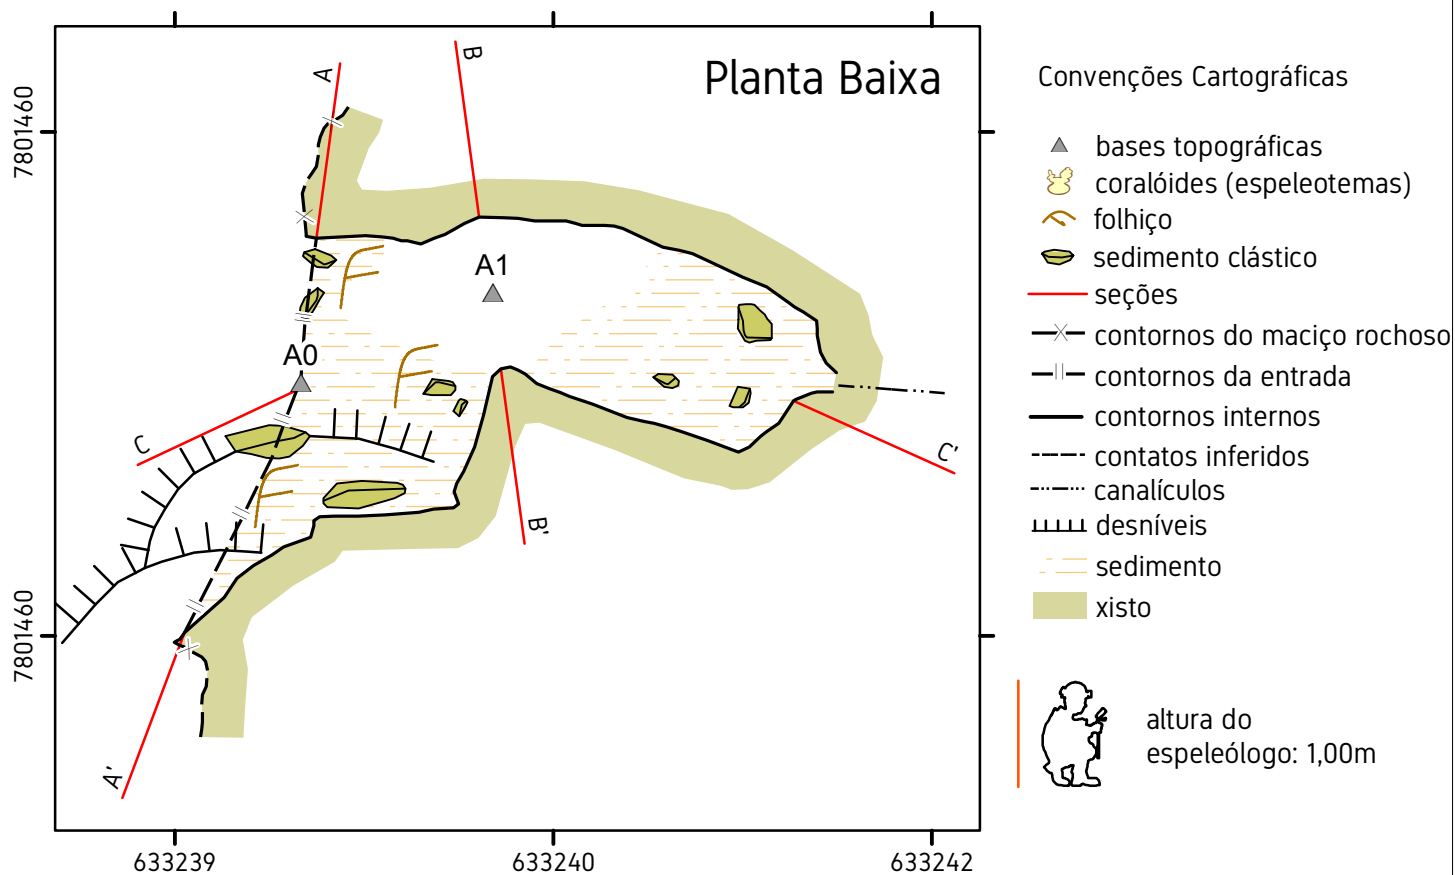 Planta Baixa
A
B
A1
A0
C
C'
B'
A'
7801460
7801460
633239
633240
633242
Convenções Cartográficas
bases topográficas
coralóides (espeleotemas)
folhiço
sedimento clástico
seções
contornos do maciço rochoso
contornos da entrada
contornos internos
contatos inferidos
canalículos
desníveis
sedimento
xisto
altura do
espeleólogo: 1,00m